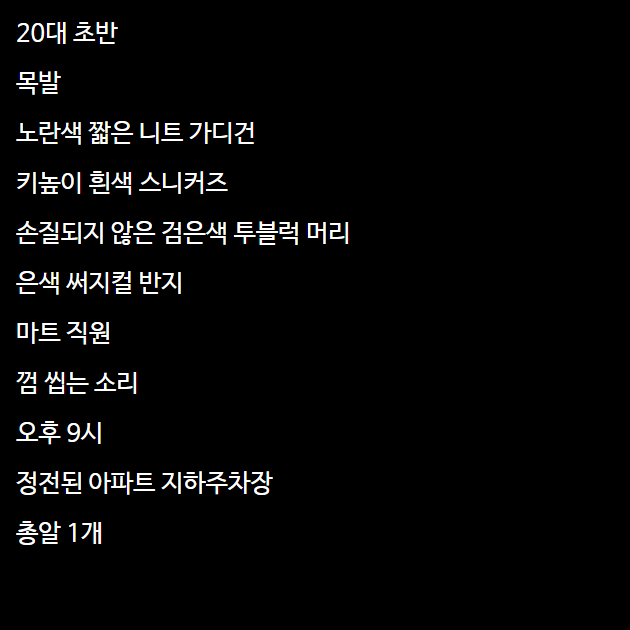 20대 초반
목발
노란색 짧은 니트 가디건
키높이 흰색 스니커즈
손질되지 않은 검은색 투블럭 머리
은색 써지컬 반지
마트 직원
껌 씹는 소리
오후 9시
정전된 아파트 지하주차장
총알 1개